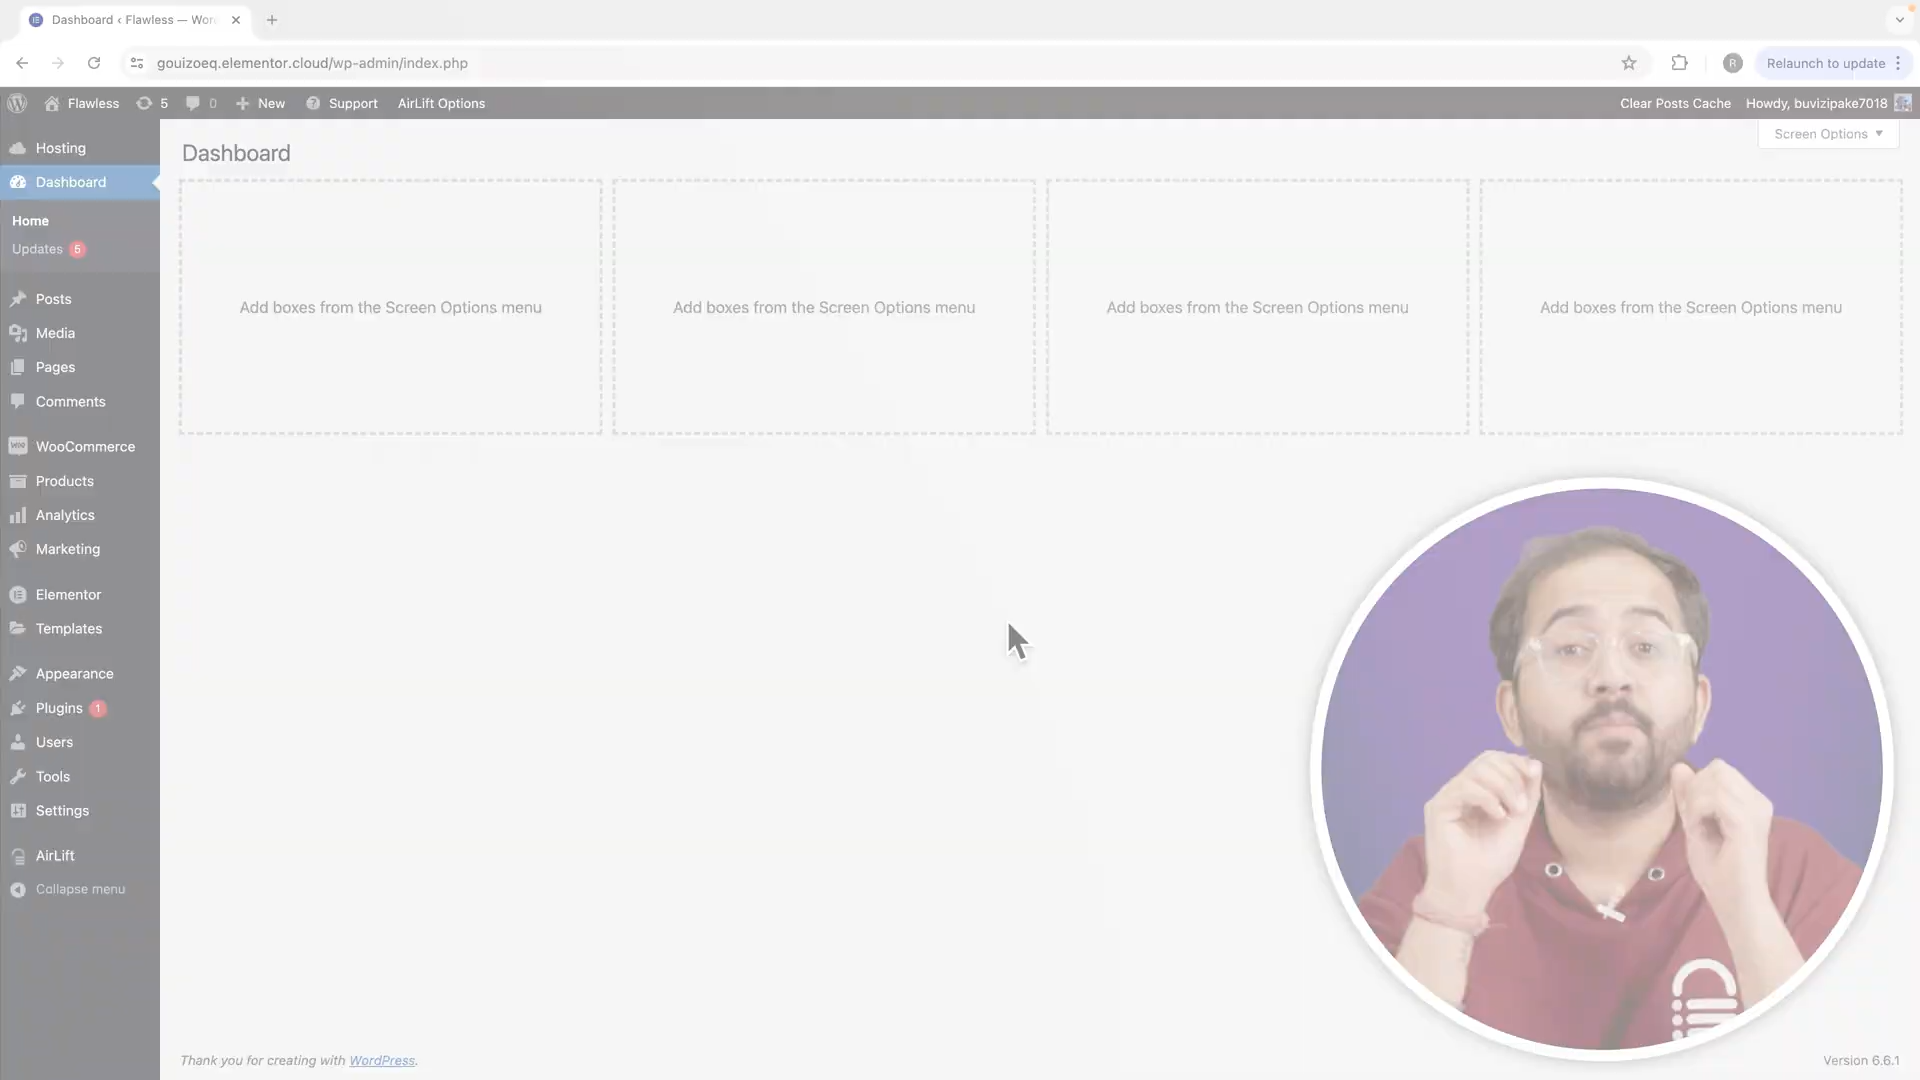 Dashboard ‹ Flawless — Wor
gouizoeq.elementor.cloud/wp-admin/index.php
R
Relaunch to update
Flawless
5
0
New
Support
AirLift Options
Clear Posts Cache
Howdy, buvizipake7018
Screen Options
Hosting
Dashboard
Home
Updates 5
Posts
Media
Pages
Comments
WooCommerce
Products
Analytics
Marketing
Elementor
Templates
Appearance
Plugins 1
Users
Tools
Settings
AirLift
Collapse menu
Dashboard
Add boxes from the Screen Options menu
Add boxes from the Screen Options menu
Add boxes from the Screen Options menu
Add boxes from the Screen Options menu
Thank you for creating with WordPress.
Version 6.6.1